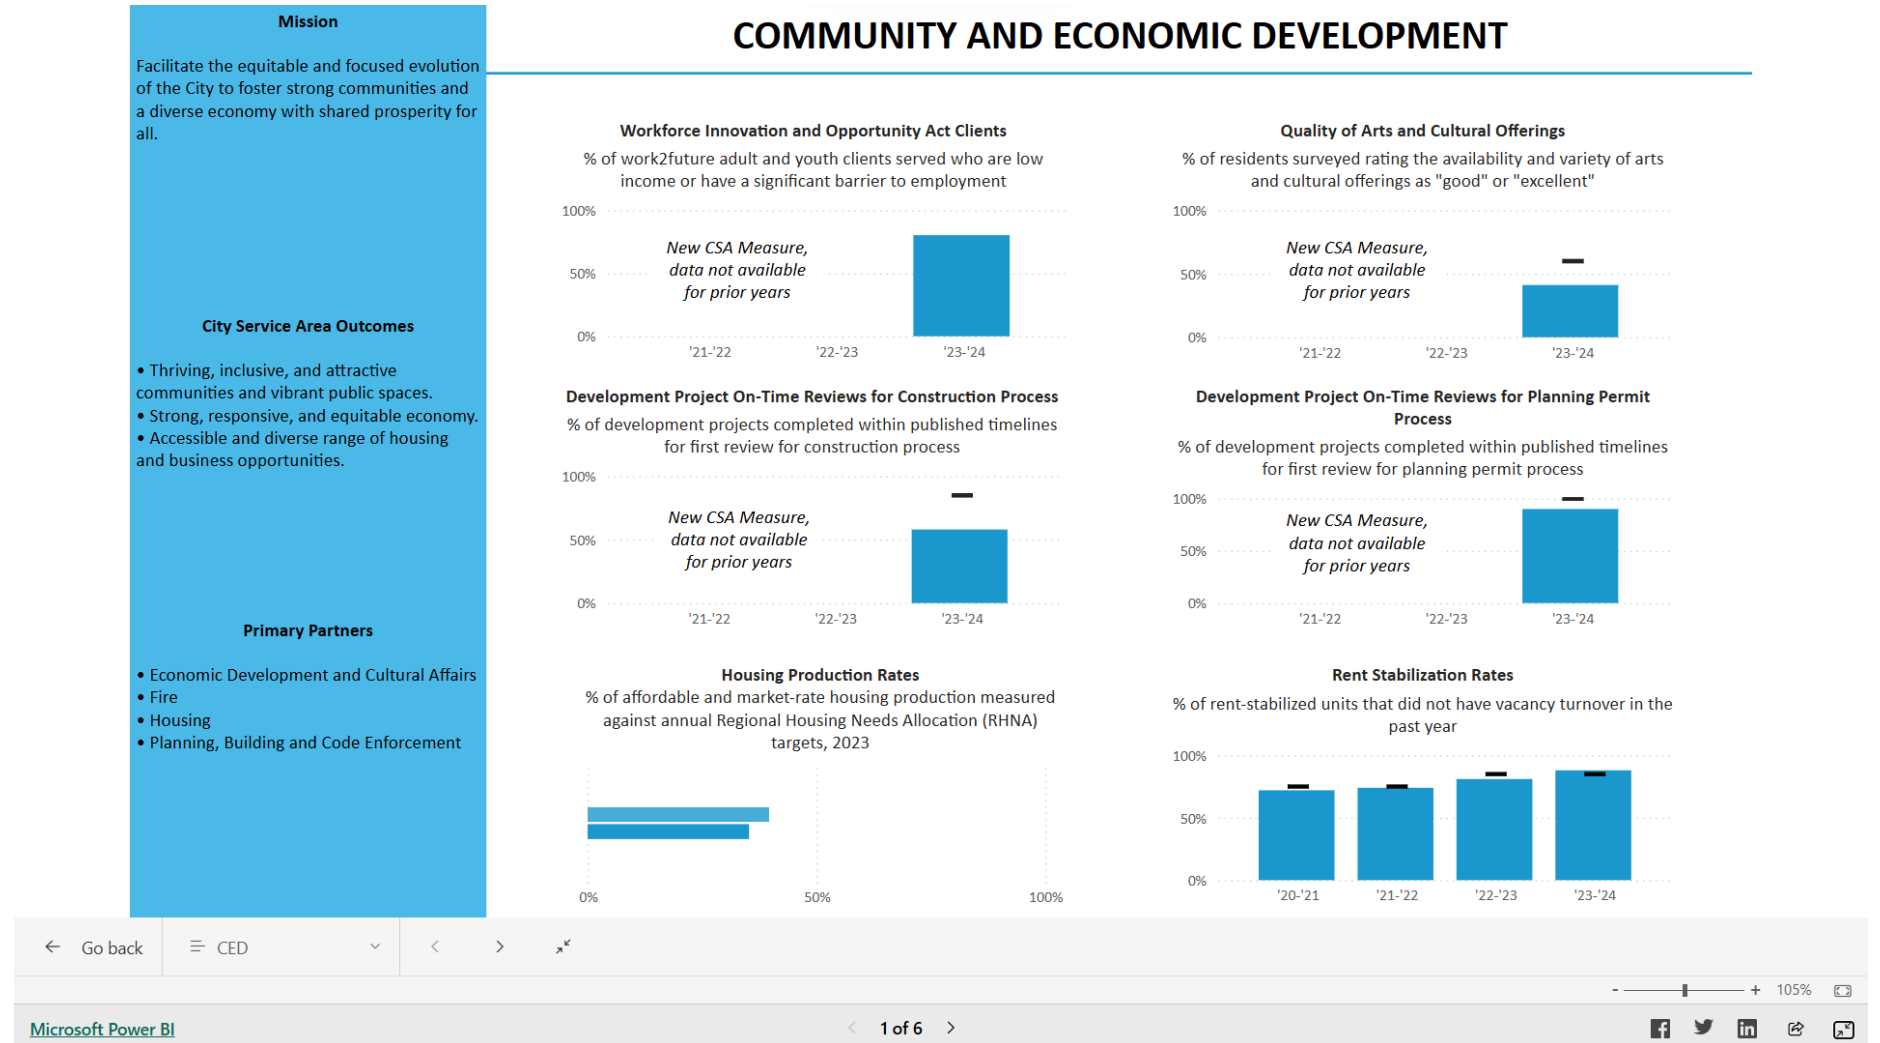 Mission
Facilitate the equitable and focused evolution
of the City to foster strong communities and
a diverse economy with shared prosperity for
all.
City Service Area Outcomes
• Thriving, inclusive, and attractive
communities and vibrant public spaces.
• Strong, responsive, and equitable economy.
• Accessible and diverse range of housing
and business opportunities.
Primary Partners
• Economic Development and Cultural Affairs
• Fire
• Housing
• Planning, Building and Code Enforcement
COMMUNITY AND ECONOMIC DEVELOPMENT
Workforce Innovation and Opportunity Act Clients
% of work2future adult and youth clients served who are low
income or have a significant barrier to employment
100%
50%
0%
New CSA Measure,
data not available
for prior years
'21-'22 '22-'23 '23-'24
Quality of Arts and Cultural Offerings
% of residents surveyed rating the availability and variety of arts
and cultural offerings as "good" or "excellent"
100%
50%
0%
New CSA Measure,
data not available
for prior years
'21-'22 '22-'23 '23-'24
Development Project On-Time Reviews for Construction Process
% of development projects completed within published timelines
for first review for construction process
100%
50%
0%
New CSA Measure,
data not available
for prior years
'21-'22 '22-'23 '23-'24
Development Project On-Time Reviews for Planning Permit
Process
% of development projects completed within published timelines
for first review for planning permit process
100%
50%
0%
New CSA Measure,
data not available
for prior years
'21-'22 '22-'23 '23-'24
Housing Production Rates
% of affordable and market-rate housing production measured
against annual Regional Housing Needs Allocation (RHNA)
targets, 2023
0% 50% 100%
Rent Stabilization Rates
% of rent-stabilized units that did not have vacancy turnover in the
past year
100%
50%
0%
'20-'21 '21-'22 '22-'23 '23-'24
Go back CED
- + 105%
Microsoft Power BI 1 of 6